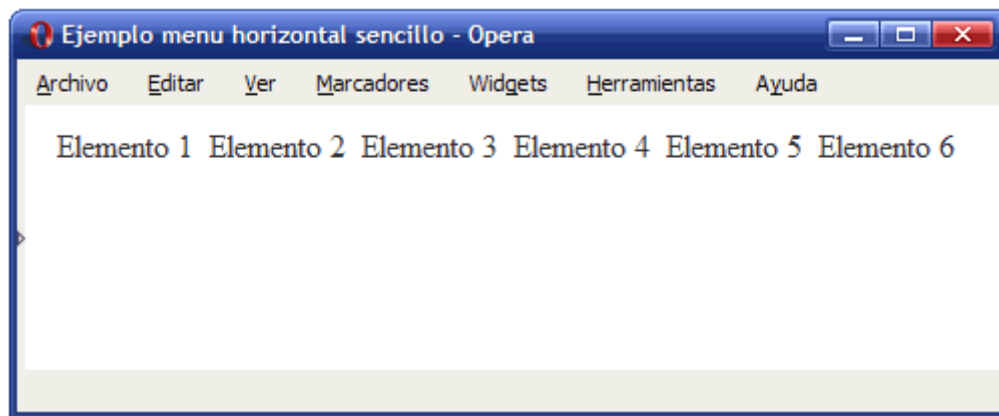 Ejemplo menu horizontal sencillo - Opera
Archivo Editar Ver Marcadores Widgets Herramientas Ayuda
Elemento 1 Elemento 2 Elemento 3 Elemento 4 Elemento 5 Elemento 6